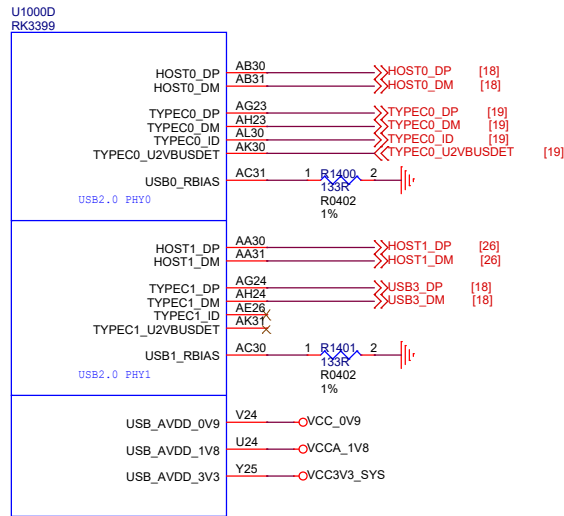 U1000D
RK3399
HOST0_DP AB30 HOST0_DP [18]
HOST0_DM AB31 HOST0_DM [18]
TYPEC0_DP AG23 TYPEC0_DP [19]
TYPEC0_DM AH23 TYPEC0_DM [19]
TYPEC0_ID AL30 TYPEC0_ID [19]
TYPEC0_U2VBUSDET AK30 TYPEC0_U2VBUSDET [19]
USB0_RBIAS AC31 1 R1400 2
133R
USB2.0 PHY0 R0402
1%
HOST1_DP AA30 HOST1_DP [26]
HOST1_DM AA31 HOST1_DM [26]
TYPEC1_DP AG24 USB3_DP [18]
TYPEC1_DM AH24 USB3_DM [18]
TYPEC1_ID AE26
TYPEC1_U2VBUSDET AK31
USB1_RBIAS AC30 1 R1401 2
133R
USB2.0 PHY1 R0402
1%
USB_AVDD_0V9 V24 VCC_0V9
USB_AVDD_1V8 U24 VCCA_1V8
USB_AVDD_3V3 Y25 VCC3V3_SYS